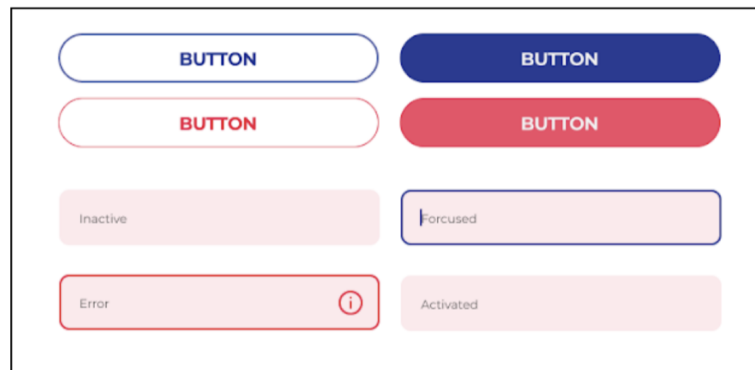 BUTTON
BUTTON
BUTTON
BUTTON
Inactive
Forcused
Error
Activated